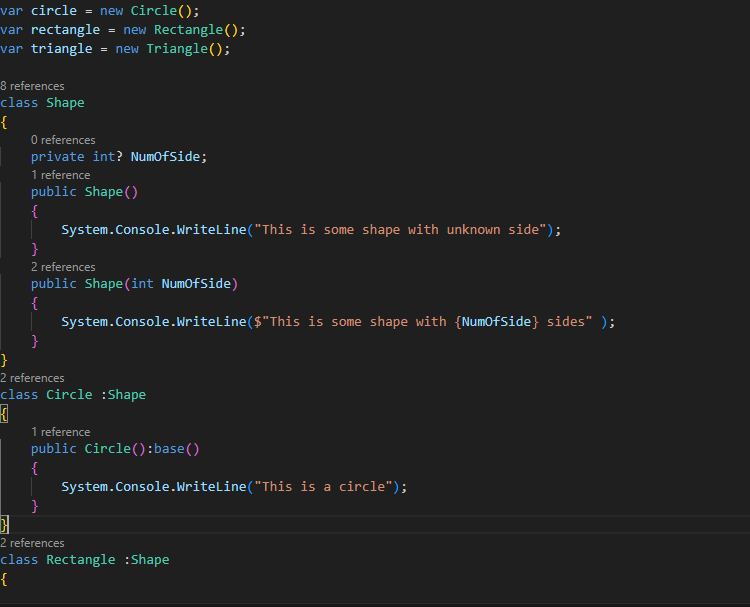 var circle = new Circle();
var rectangle = new Rectangle();
var triangle = new Triangle();
8 references
class Shape
{
0 references
private int? NumOfSide;
1 reference
public Shape()
{
System.Console.WriteLine("This is some shape with unknown side");
}
2 references
public Shape(int NumOfSide)
{
System.Console.WriteLine($"This is some shape with {NumOfSide} sides" );
}
}
2 references
class Circle :Shape
{
1 reference
public Circle():base()
{
System.Console.WriteLine("This is a circle");
}
}
2 references
class Rectangle :Shape
{